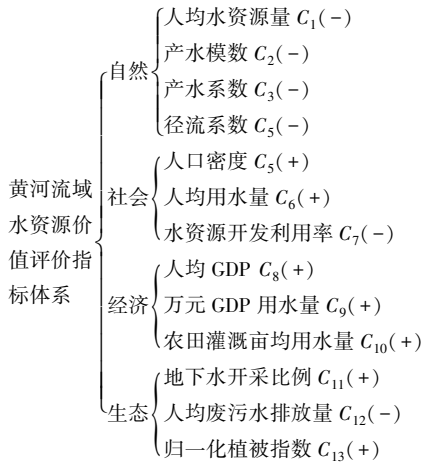 黄河流域
水资源价
值评价指
标体系
自然
人均水资源量 C₁(-)
产水模数 C₂(-)
产水系数 C₃(-)
径流系数 C₅(-)
社会
人口密度 C₅(+)
人均用水量 C₆(+)
水资源开发利用率 C₇(-)
经济
人均 GDP C₈(+)
万元 GDP 用水量 C₉(+)
农田灌溉亩均用水量 C₁₀(+)
生态
地下水开采比例 C₁₁(+)
人均废污水排放量 C₁₂(-)
归一化植被指数 C₁₃(+)